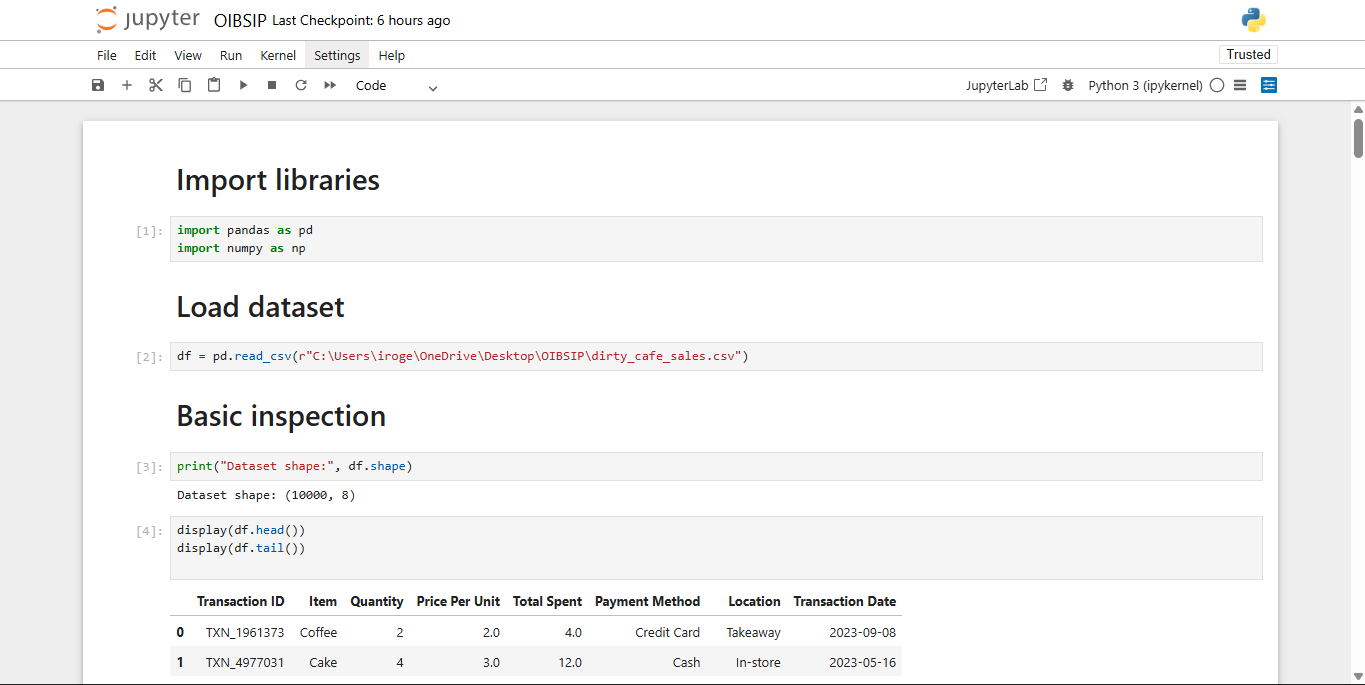 jupyter OIBSIP Last Checkpoint: 6 hours ago
File Edit View Run Kernel Settings Help Trusted
Code JupyterLab Python 3 (ipykernel)
Import libraries
[1]: import pandas as pd
import numpy as np
Load dataset
[2]: df = pd.read_csv(r"C:\Users\iroge\OneDrive\Desktop\OIBSIP\dirty_cafe_sales.csv")
Basic inspection
[3]: print("Dataset shape:", df.shape)
Dataset shape: (10000, 8)
[4]: display(df.head())
display(df.tail())
Transaction ID Item Quantity Price Per Unit Total Spent Payment Method Location Transaction Date
0 TXN_1961373 Coffee 2 2.0 4.0 Credit Card Takeaway 2023-09-08
1 TXN_4977031 Cake 4 3.0 12.0 Cash In-store 2023-05-16